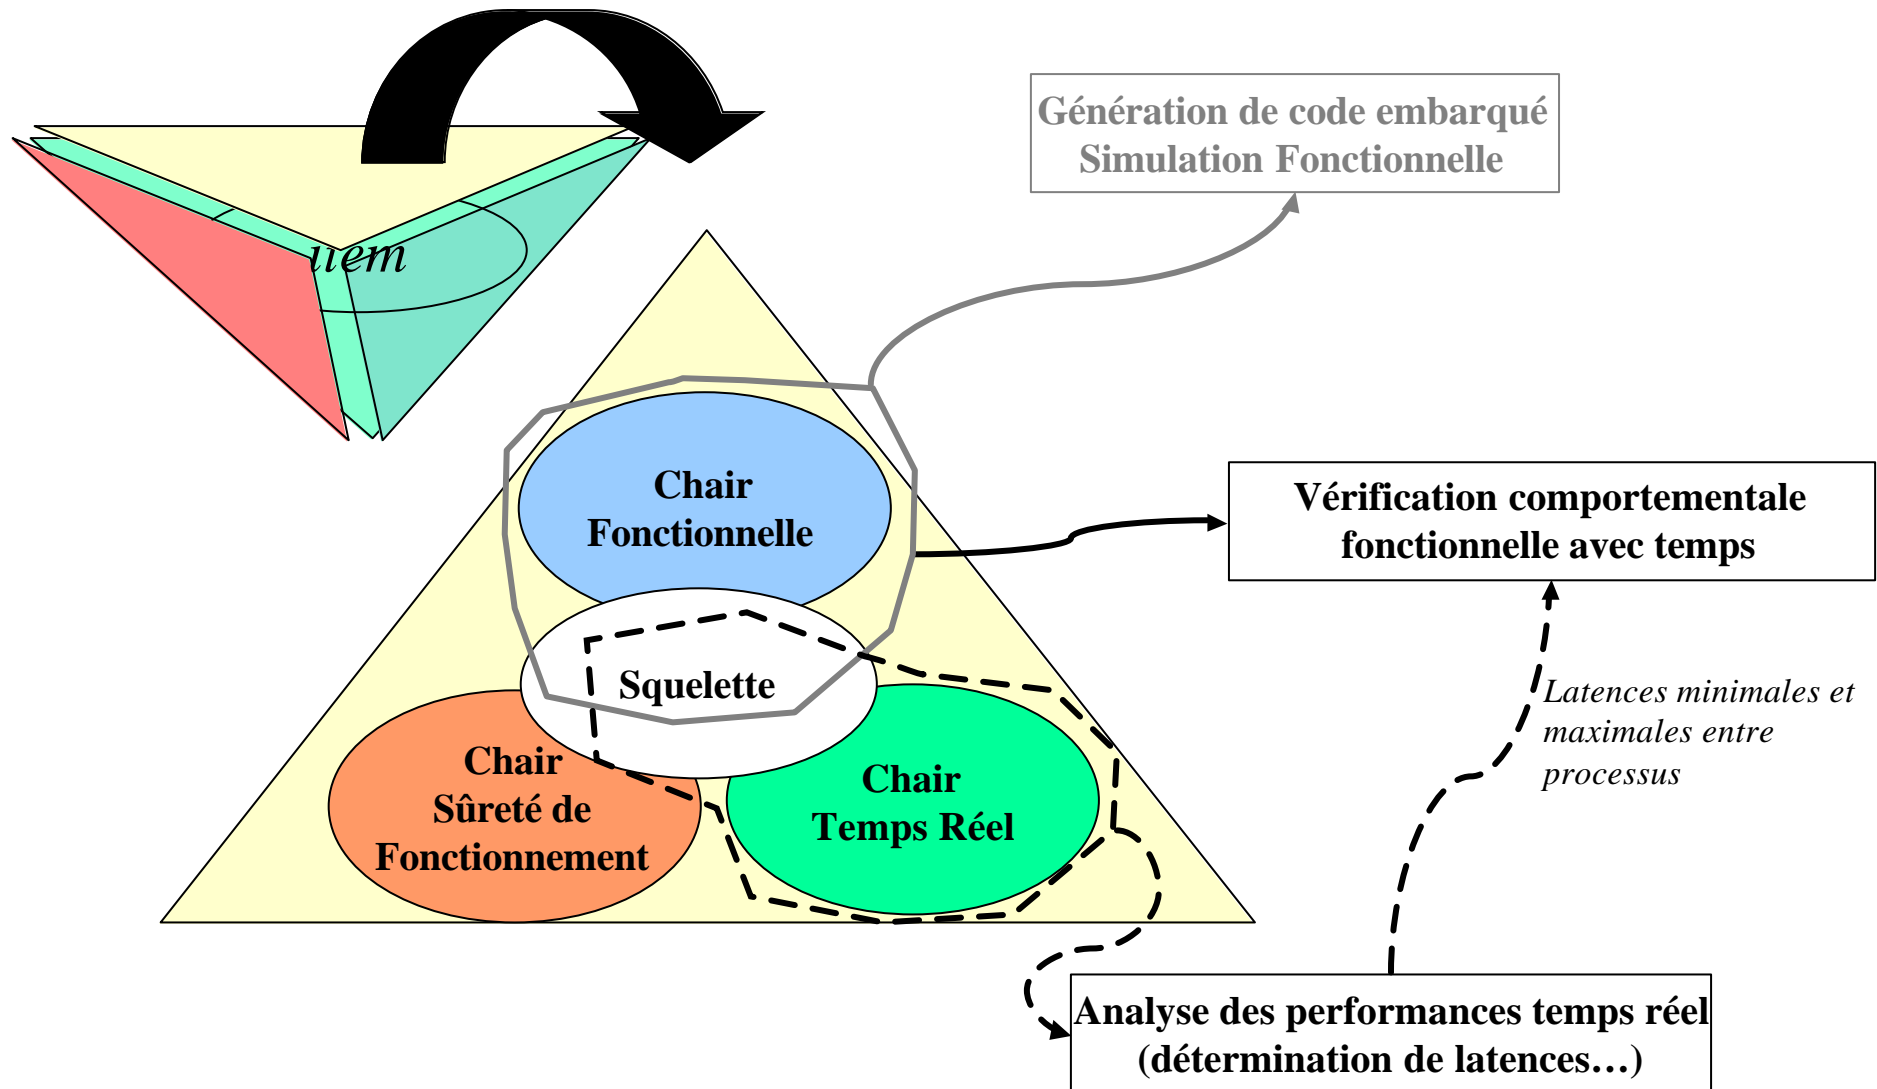 Génération de code embarqué
Simulation Fonctionnelle
Chair
Fonctionnelle
Vérification comportementale
fonctionnelle avec temps
Squelette
Latences minimales et
maximales entre
processus
Chair
Sûreté de
Fonctionnement
Chair
Temps Réel
Analyse des performances temps réel
(détermination de latences…)